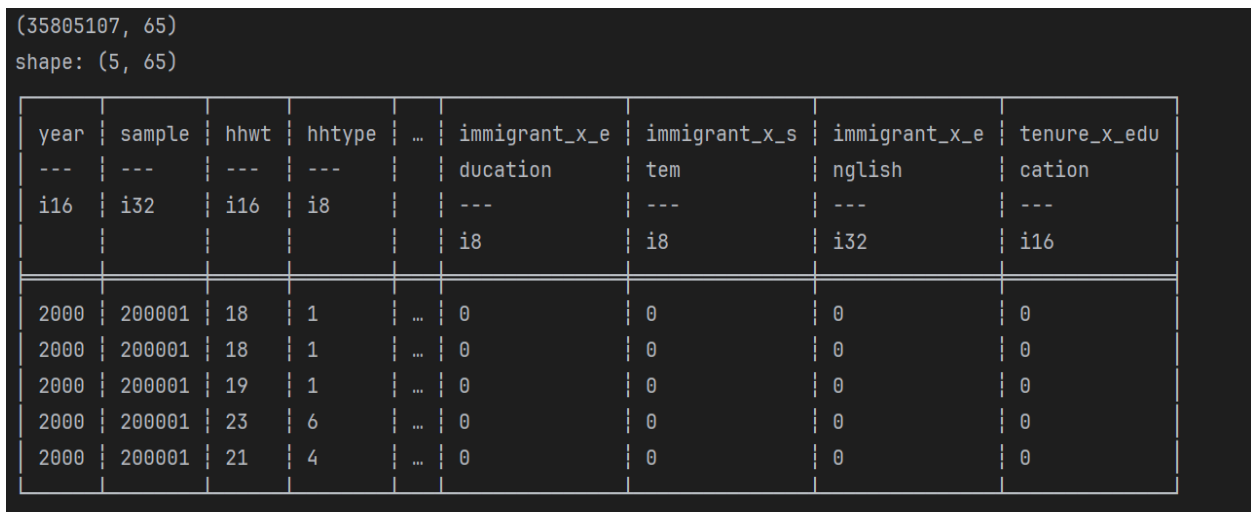 (35805107, 65)
shape: (5, 65)
year ┆ sample ┆ hhwt ┆ hhtype ┆ … ┆ immigrant_x_e ┆ immigrant_x_s ┆ immigrant_x_e ┆ tenure_x_edu
--- ┆ --- ┆ --- ┆ --- ┆ ┆ ducation ┆ tem ┆ nglish ┆ cation
i16 ┆ i32 ┆ i16 ┆ i8 ┆ ┆ --- ┆ --- ┆ --- ┆ ---
┆ ┆ ┆ ┆ ┆ i8 ┆ i8 ┆ i32 ┆ i16
2000 ┆ 200001 ┆ 18 ┆ 1 ┆ … ┆ 0 ┆ 0 ┆ 0 ┆ 0
2000 ┆ 200001 ┆ 18 ┆ 1 ┆ … ┆ 0 ┆ 0 ┆ 0 ┆ 0
2000 ┆ 200001 ┆ 19 ┆ 1 ┆ … ┆ 0 ┆ 0 ┆ 0 ┆ 0
2000 ┆ 200001 ┆ 23 ┆ 6 ┆ … ┆ 0 ┆ 0 ┆ 0 ┆ 0
2000 ┆ 200001 ┆ 21 ┆ 4 ┆ … ┆ 0 ┆ 0 ┆ 0 ┆ 0